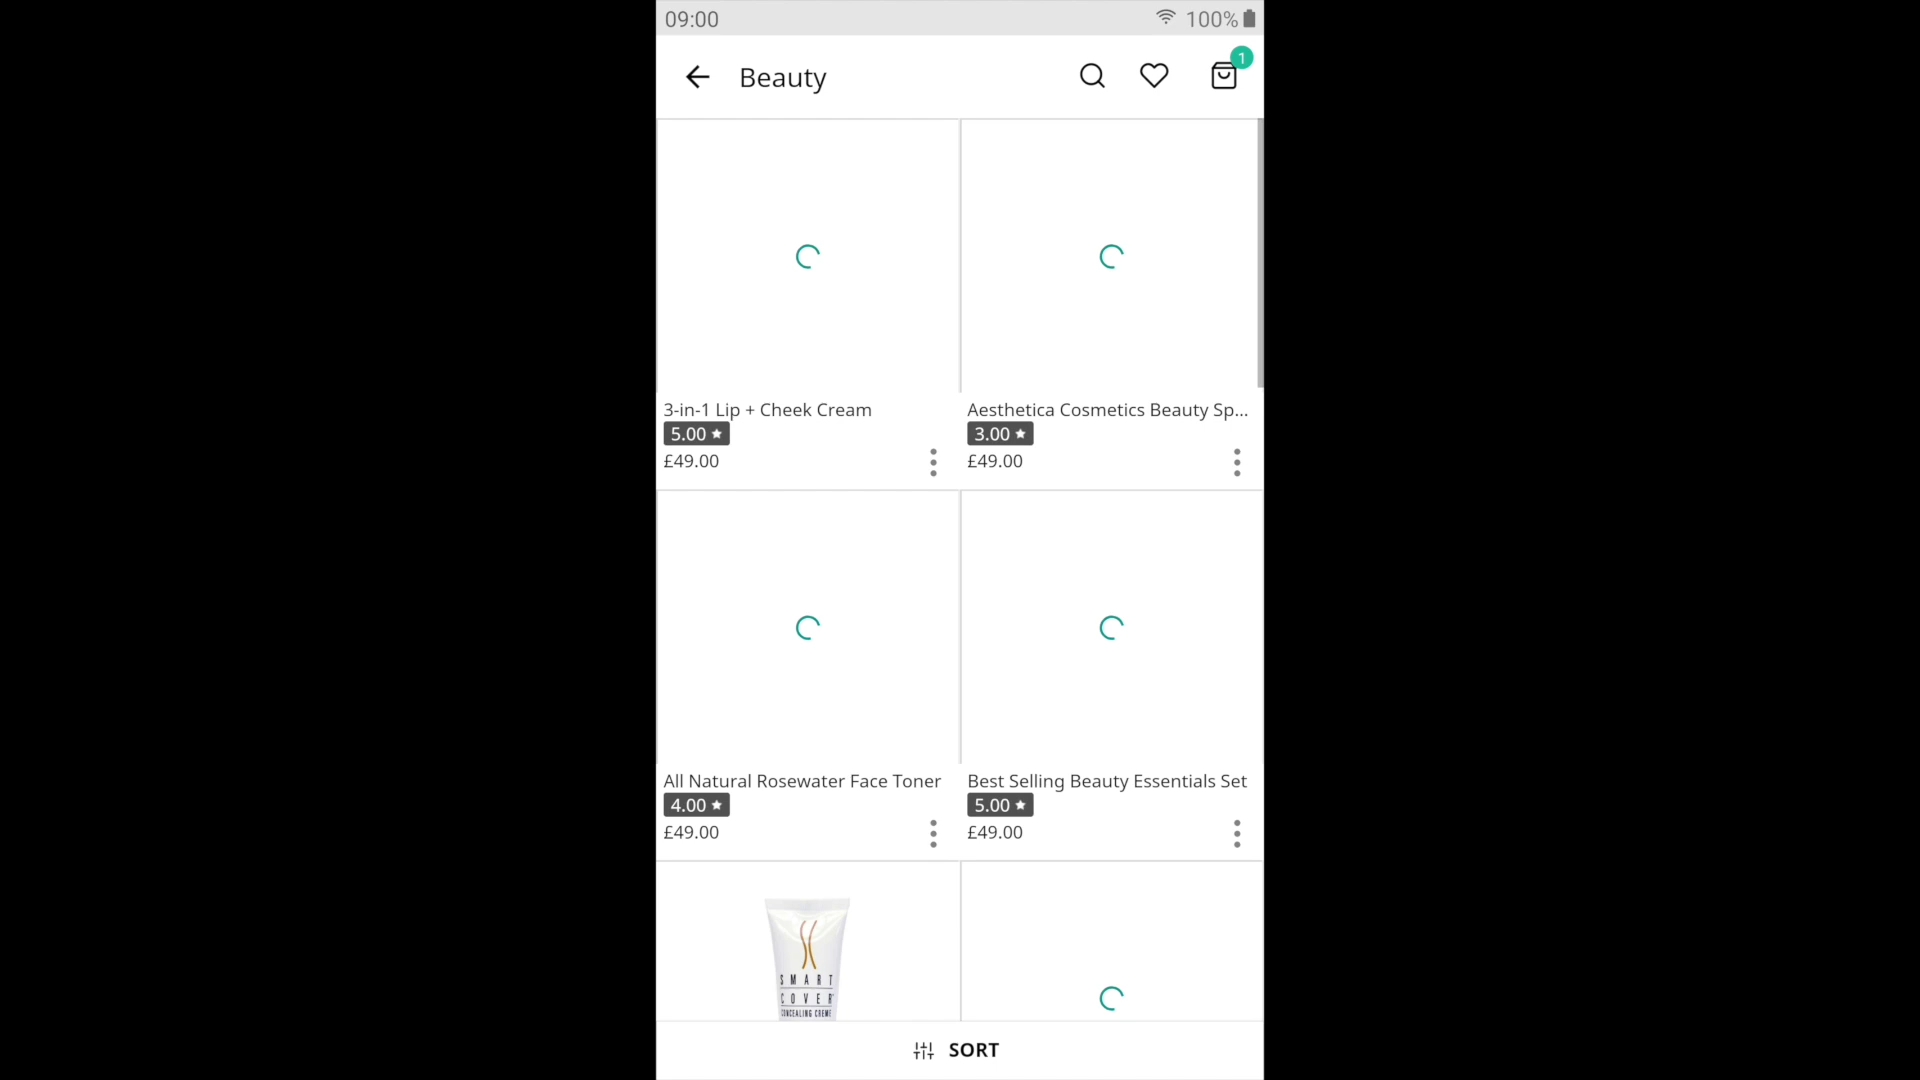 09:00
100%
Beauty
1
3-in-1 Lip + Cheek Cream
5.00
£49.00
Aesthetica Cosmetics Beauty Sp...
3.00
£49.00
All Natural Rosewater Face Toner
4.00
£49.00
Best Selling Beauty Essentials Set
5.00
£49.00
SMART
COVER
CONCEALING CREME
SORT